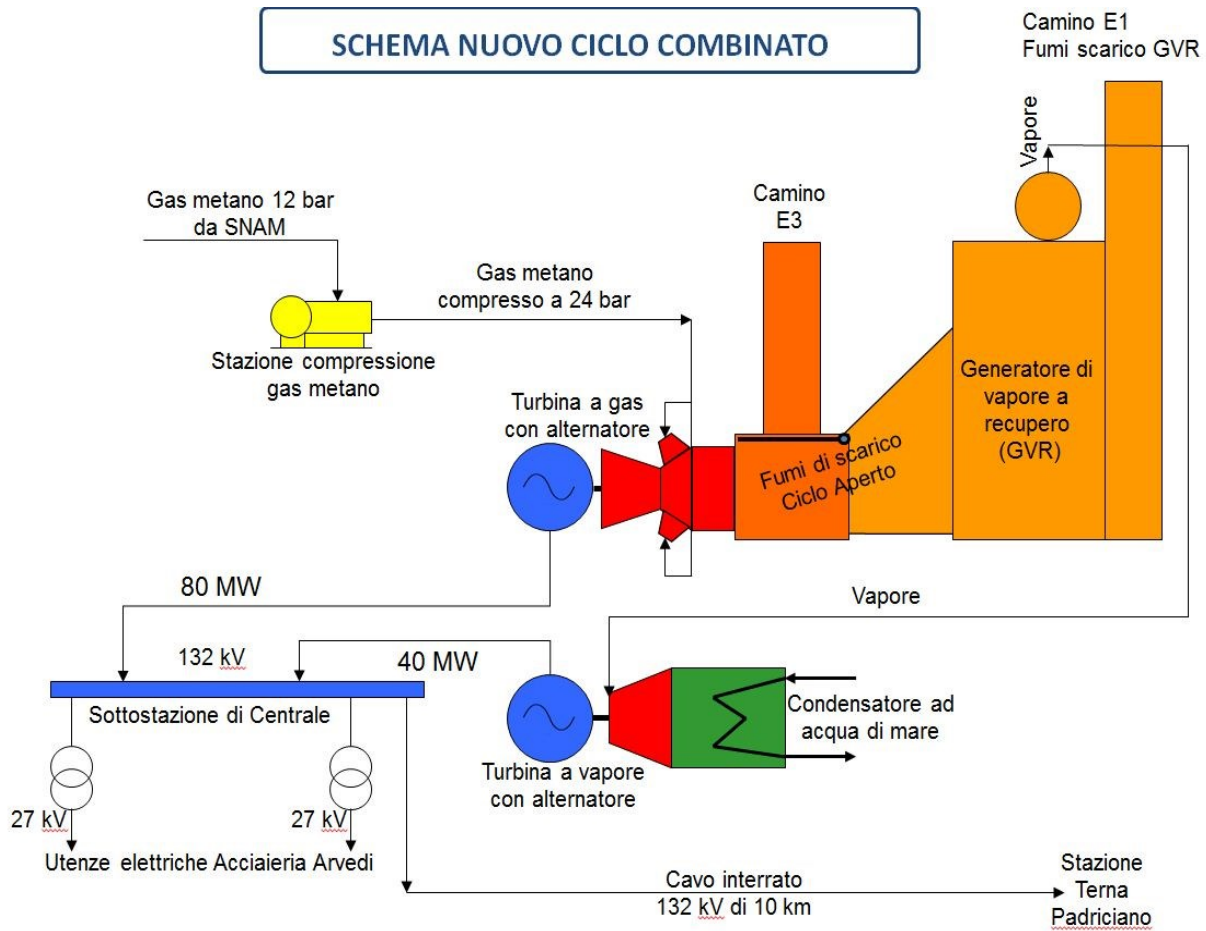 SCHEMA NUOVO CICLO COMBINATO
Camino E1
Fumi scarico GVR
Vapore
Gas metano 12 bar
da SNAM
Camino
E3
Gas metano
compresso a 24 bar
Stazione compressione
gas metano
Generatore di
vapore a
recupero
(GVR)
Turbina a gas
con alternatore
Fumi di scarico
Ciclo Aperto
80 MW
Vapore
132 kV
40 MW
Sottostazione di Centrale
Condensatore ad
acqua di mare
Turbina a vapore
con alternatore
27 kV
27 kV
Utenze elettriche Acciaieria Arvedi
Cavo interrato
132 kV di 10 km
Stazione
Terna
Padriciano